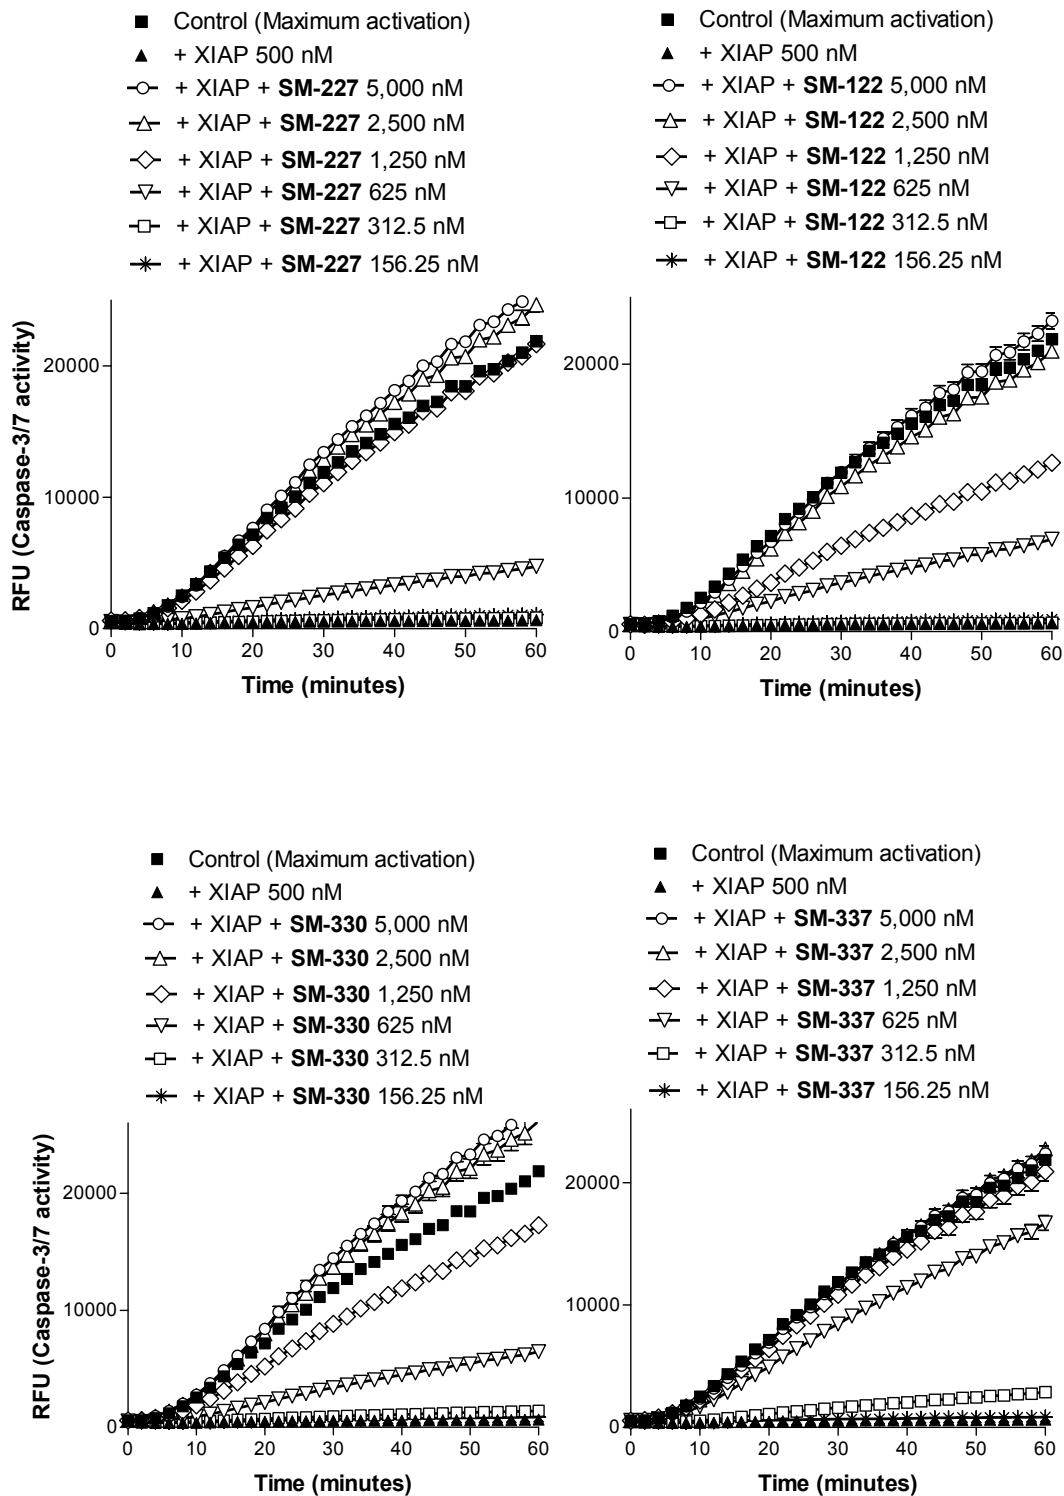 Control (Maximum activation)
+ XIAP 500 nM
+ XIAP + SM-227 5,000 nM
+ XIAP + SM-227 2,500 nM
+ XIAP + SM-227 1,250 nM
+ XIAP + SM-227 625 nM
+ XIAP + SM-227 312.5 nM
+ XIAP + SM-227 156.25 nM
RFU (Caspase-3/7 activity)
20000
10000
0
0 10 20 30 40 50 60
Time (minutes)
Control (Maximum activation)
+ XIAP 500 nM
+ XIAP + SM-122 5,000 nM
+ XIAP + SM-122 2,500 nM
+ XIAP + SM-122 1,250 nM
+ XIAP + SM-122 625 nM
+ XIAP + SM-122 312.5 nM
+ XIAP + SM-122 156.25 nM
20000
10000
0
0 10 20 30 40 50 60
Time (minutes)
Control (Maximum activation)
+ XIAP 500 nM
+ XIAP + SM-330 5,000 nM
+ XIAP + SM-330 2,500 nM
+ XIAP + SM-330 1,250 nM
+ XIAP + SM-330 625 nM
+ XIAP + SM-330 312.5 nM
+ XIAP + SM-330 156.25 nM
RFU (Caspase-3/7 activity)
20000
10000
0
0 10 20 30 40 50 60
Time (minutes)
Control (Maximum activation)
+ XIAP 500 nM
+ XIAP + SM-337 5,000 nM
+ XIAP + SM-337 2,500 nM
+ XIAP + SM-337 1,250 nM
+ XIAP + SM-337 625 nM
+ XIAP + SM-337 312.5 nM
+ XIAP + SM-337 156.25 nM
20000
10000
0
0 10 20 30 40 50 60
Time (minutes)